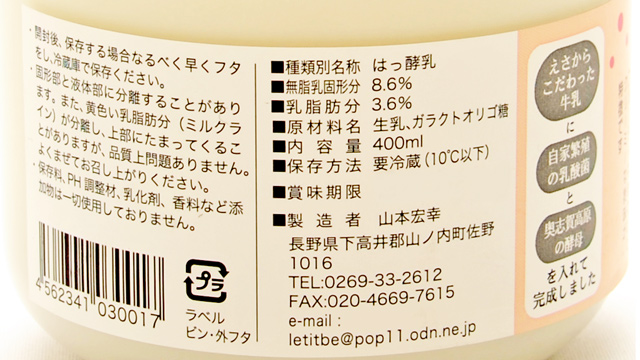 ・開封後、保存する場合なるべく早くフタ
をし、冷蔵庫で保存ください。
・固形部と液体部に分離することがあり
ます。また、黄色い乳脂肪分（ミルクラ
イン）が分離し、上部にたまってくるこ
とがありますが、品質上問題ありません。
よくまぜてお召し上がりください。
・保存料、PH調整材、乳化剤、香料など添
加物は一切使用しておりません。
4 562341 030017
プラ
ラベル
ビン・外フタ
■種類別名称 はっ酵乳
■無脂乳固形分 8.6%
■乳脂肪分 3.6%
■原材料名 生乳、ガラクトオリゴ糖
■内容量 400ml
■保存方法 要冷蔵(10℃以下)
■賞味期限
■製造者 山本宏幸
長野県下高井郡山ノ内町佐野
1016
TEL:0269-33-2612
FAX:020-4669-7615
e-mail :
letitbe@pop11.odn.ne.jp
えさから
こだわった
牛乳
に
自家繁殖
の乳酸菌
と
奥志賀高原
の酵母
を入れて
完成しました